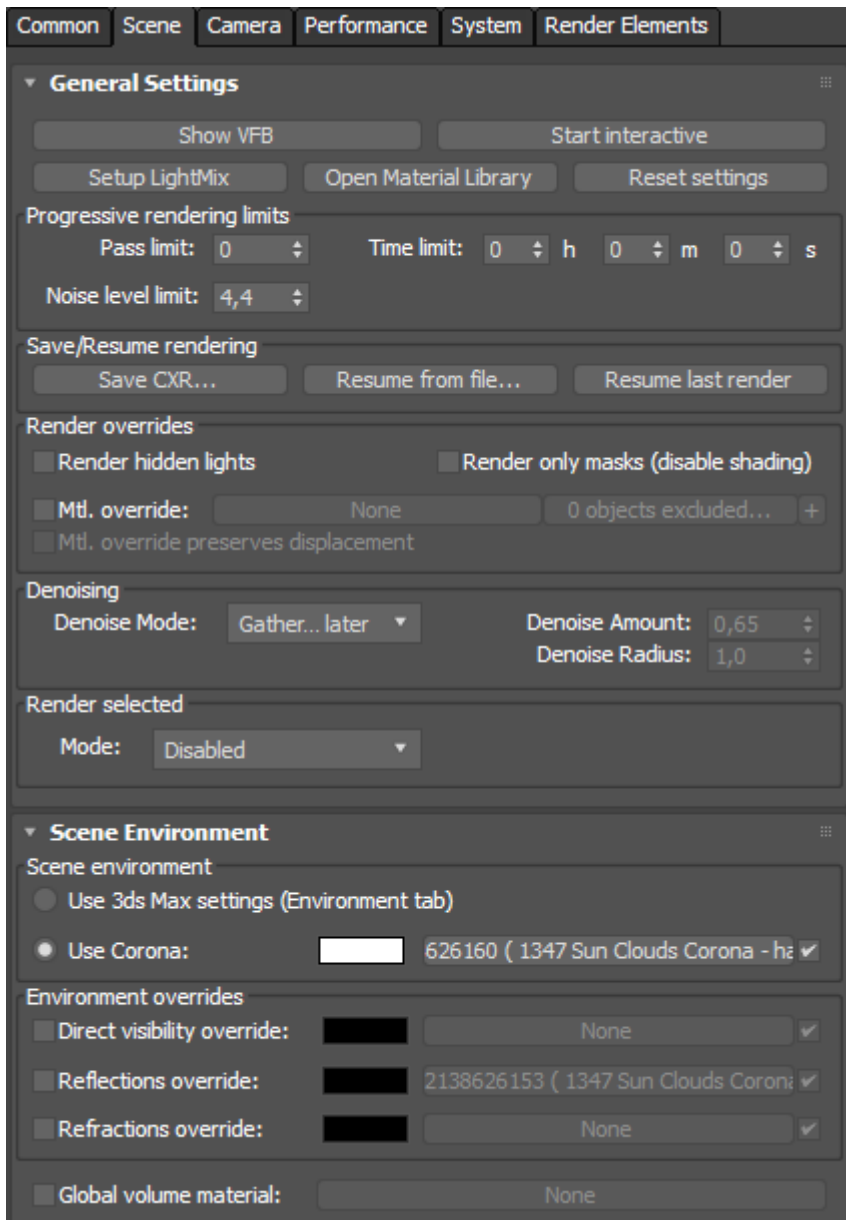 Common Scene Camera Performance System Render Elements
General Settings
Show VFB Start interactive
Setup LightMix Open Material Library Reset settings
Progressive rendering limits
Pass limit: 0 Time limit: 0 h 0 m 0 s
Noise level limit: 4,4
Save/Resume rendering
Save CXR... Resume from file... Resume last render
Render overrides
Render hidden lights Render only masks (disable shading)
Mtl. override: None 0 objects excluded... +
Mtl. override preserves displacement
Denoising
Denoise Mode: Gather... later Denoise Amount: 0,65
Denoise Radius: 1,0
Render selected
Mode: Disabled
Scene Environment
Scene environment
Use 3ds Max settings (Environment tab)
Use Corona: 626160 ( 1347 Sun Clouds Corona - ha
Environment overrides
Direct visibility override: None
Reflections override: 2138626153 ( 1347 Sun Clouds Corona
Refractions override: None
Global volume material: None